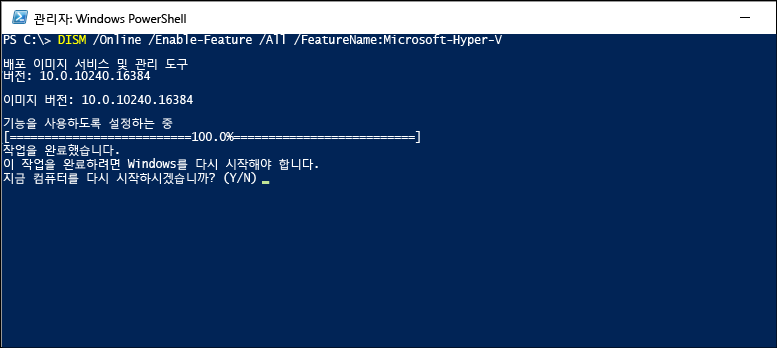 관리자: Windows PowerShell
PS C:\> DISM /Online /Enable-Feature /All /FeatureName:Microsoft-Hyper-V
배포 이미지 서비스 및 관리 도구
버전: 10.0.10240.16384
이미지 버전: 10.0.10240.16384
기능을 사용하도록 설정하는 중
[===========================100.0%==========================]
작업을 완료했습니다.
이 작업을 완료하려면 Windows를 다시 시작해야 합니다.
지금 컴퓨터를 다시 시작하시겠습니까? (Y/N)